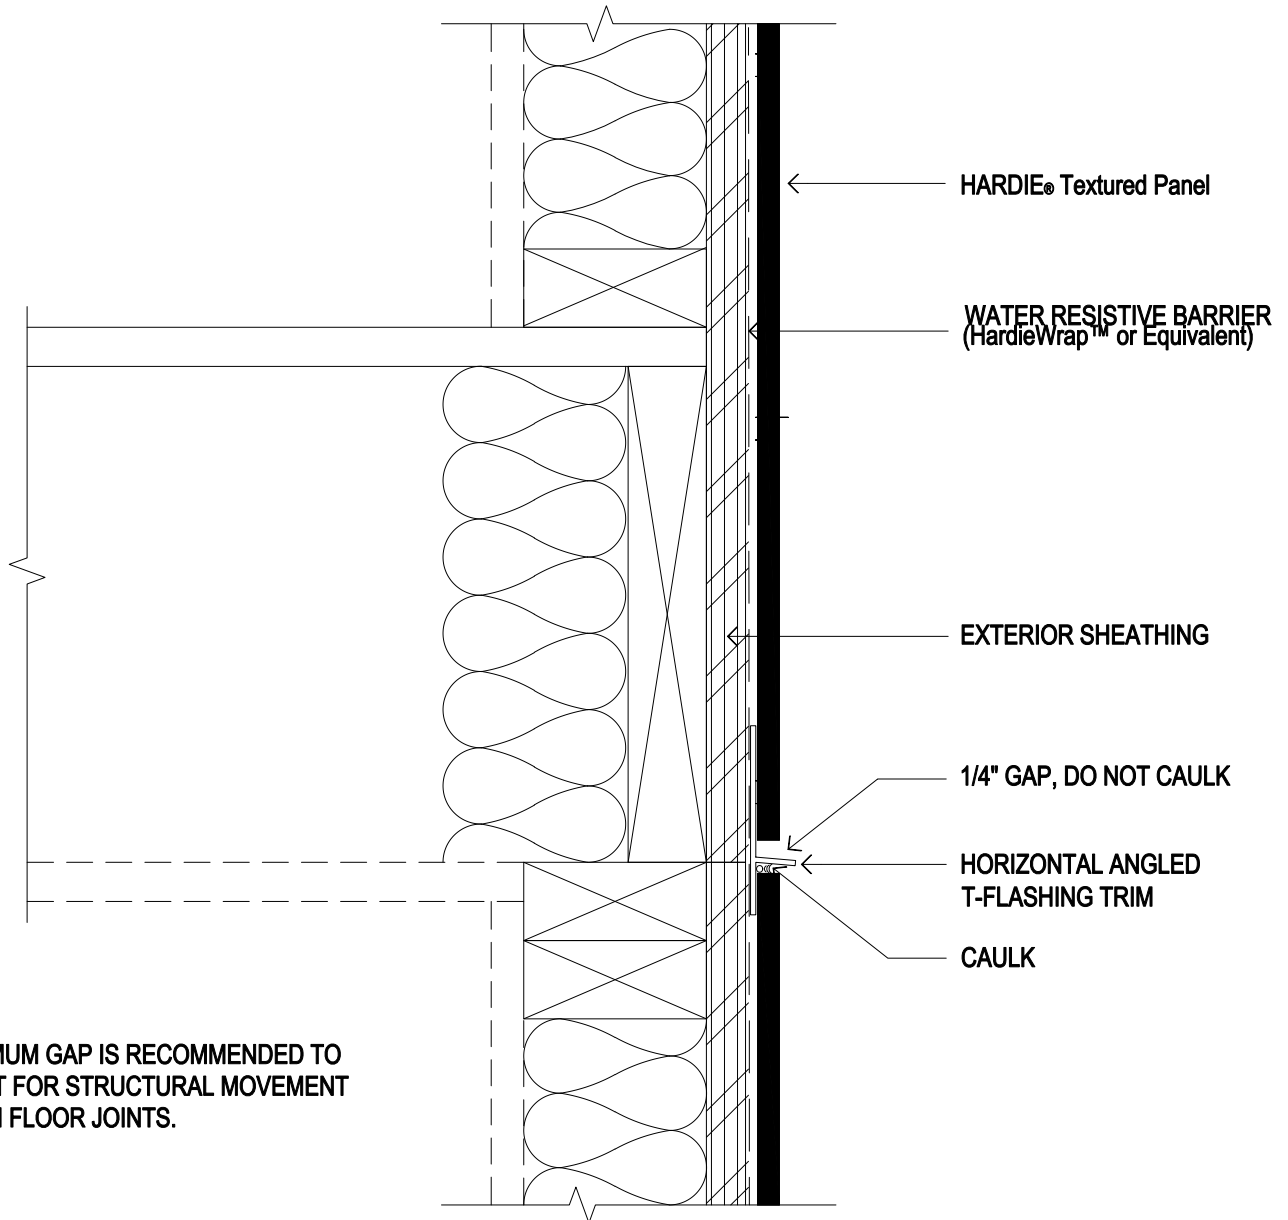 HARDIE® Textured Panel
WATER RESISTIVE BARRIER
(HardieWrap™ or Equivalent)
EXTERIOR SHEATHING
1/4" GAP, DO NOT CAULK
HORIZONTAL ANGLED
T-FLASHING TRIM
CAULK
GAP IS RECOMMENDED TO
FOR STRUCTURAL MOVEMENT
FLOOR JOINTS.